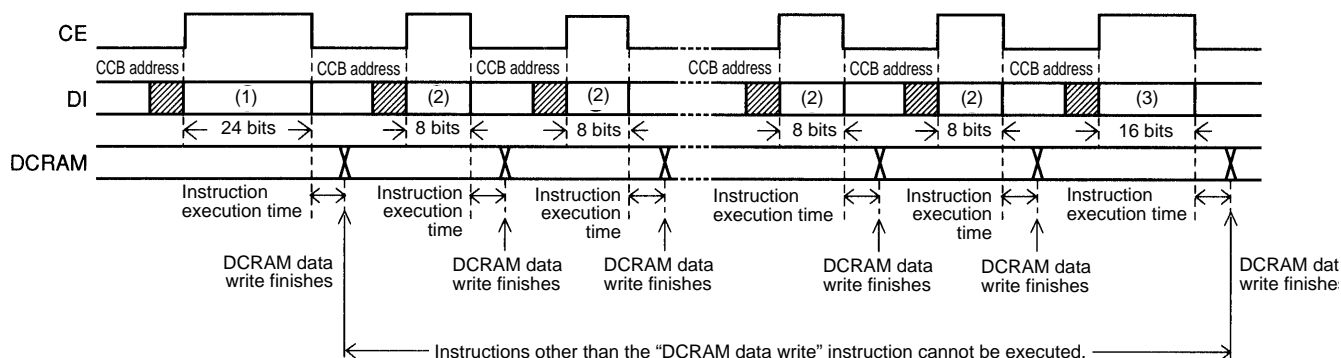 CE
CCB address CCB address CCB address CCB address CCB address CCB address
DI (1) (2) (2) (2) (2) (3)
24 bits 8 bits 8 bits 8 bits 8 bits 16 bits
DCRAM
Instruction execution time
Instruction execution time
Instruction execution time
Instruction execution time
Instruction execution time
Instruction execution time
DCRAM data write finishes
DCRAM data write finishes
DCRAM data write finishes
DCRAM data write finishes
DCRAM data write finishes
DCRAM dat write finishes
Instructions other than the “DCRAM data write” instruction cannot be executed.